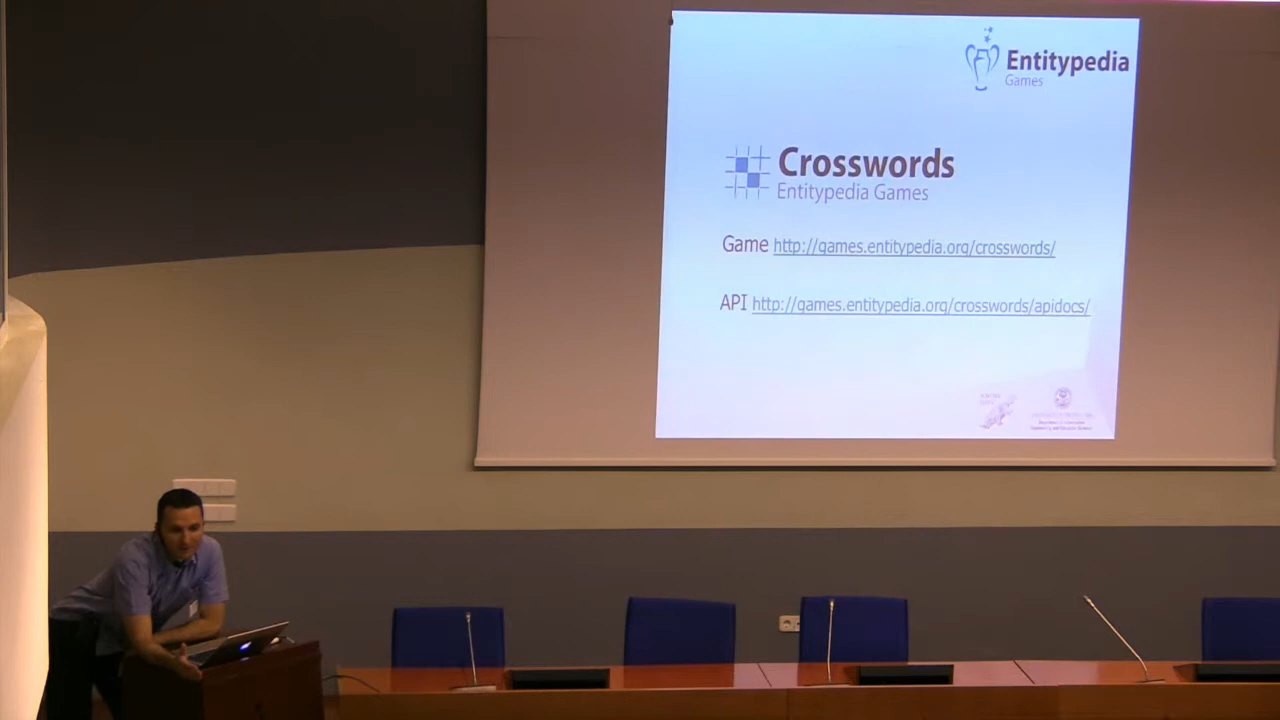 Entitypedia
Games
Crosswords
Entitypedia Games
Game http://games.entitypedia.org/crosswords/
API http://games.entitypedia.org/crosswords/apidocs/